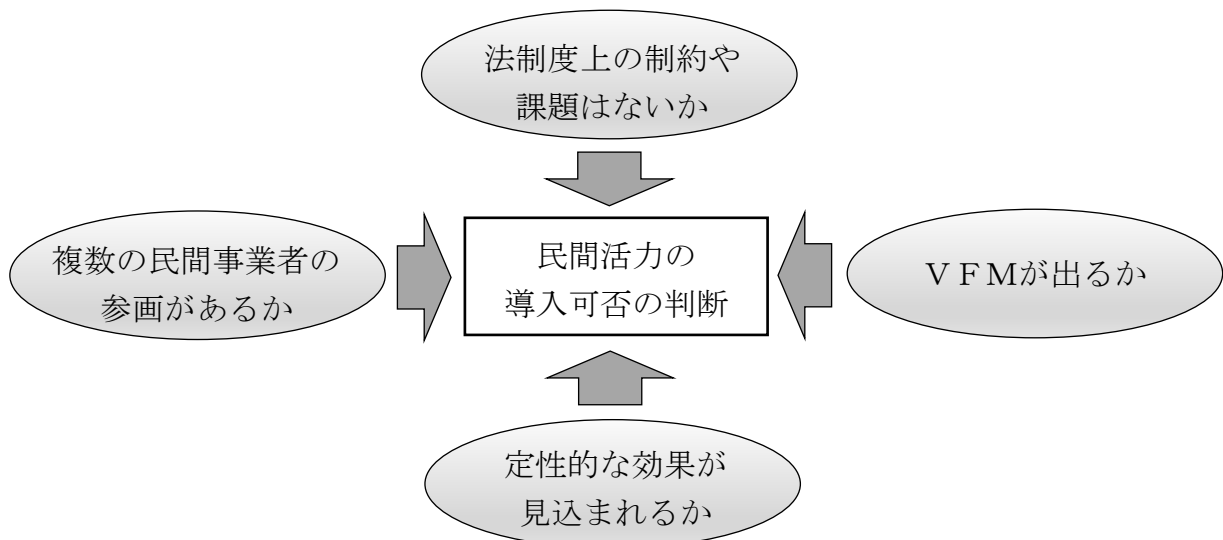 法制度上の制約や
課題はないか
複数の民間事業者の
参画があるか
民間活力の
導入可否の判断
ＶＦＭが出るか
定性的な効果が
見込まれるか